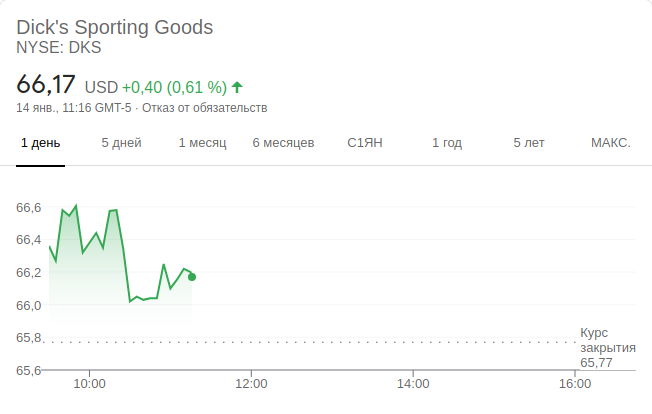 Dick's Sporting Goods
NYSE: DKS
66,17 USD +0,40 (0,61 %)
14 янв., 11:16 GMT-5 · Отказ от обязательств
1 день 5 дней 1 месяц 6 месяцев С1ЯН 1 год 5 лет МАКС.
66,6
66,4
66,2
66,0
65,8
65,6
Курс
закрытия
65,77
10:00 12:00 14:00 16:00